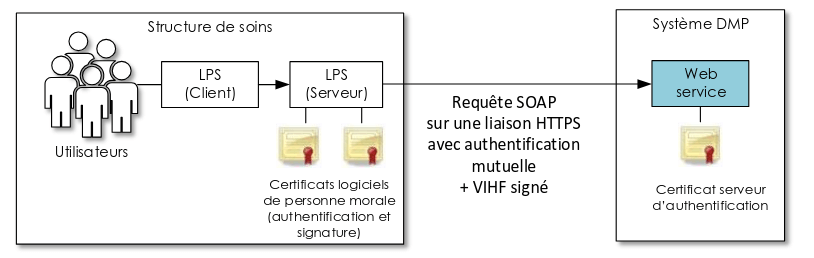 Structure de soins
Utilisateurs
LPS
(Client)
LPS
(Serveur)
Certificats logiciels
de personne morale
(authentification et
signature)
Requête SOAP
sur une liaison HTTPS
avec authentification
mutuelle
+ VIHF signé
Système DMP
Web
service
Certificat serveur
d'authentification